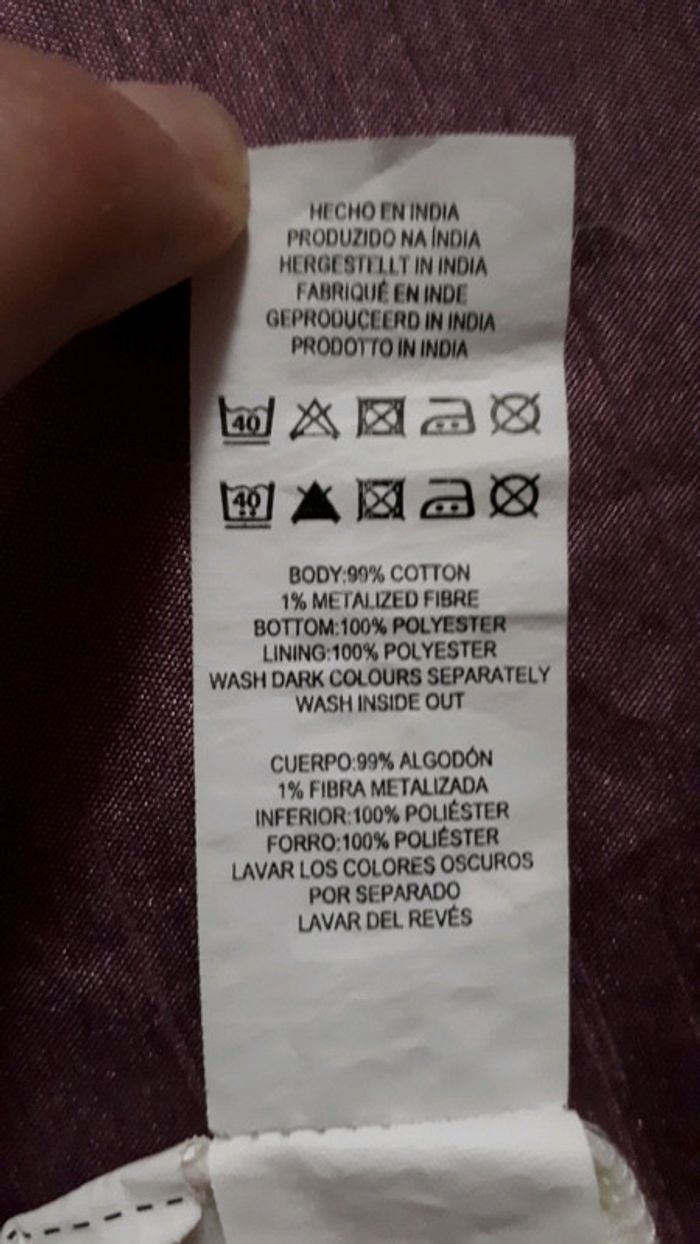 HECHO EN INDIA
PRODUZIDO NA ÍNDIA
HERGESTELLT IN INDIA
FABRIQUÉ EN INDE
GEPRODUCEERD IN INDIA
PRODOTTO IN INDIA
40
40
BODY:99% COTTON
1% METALIZED FIBRE
BOTTOM:100% POLYESTER
LINING:100% POLYESTER
WASH DARK COLOURS SEPARATELY
WASH INSIDE OUT
CUERPO:99% ALGODÓN
1% FIBRA METALIZADA
INFERIOR:100% POLIÉSTER
FORRO:100% POLIÉSTER
LAVAR LOS COLORES OSCUROS
POR SEPARADO
LAVAR DEL REVÉS